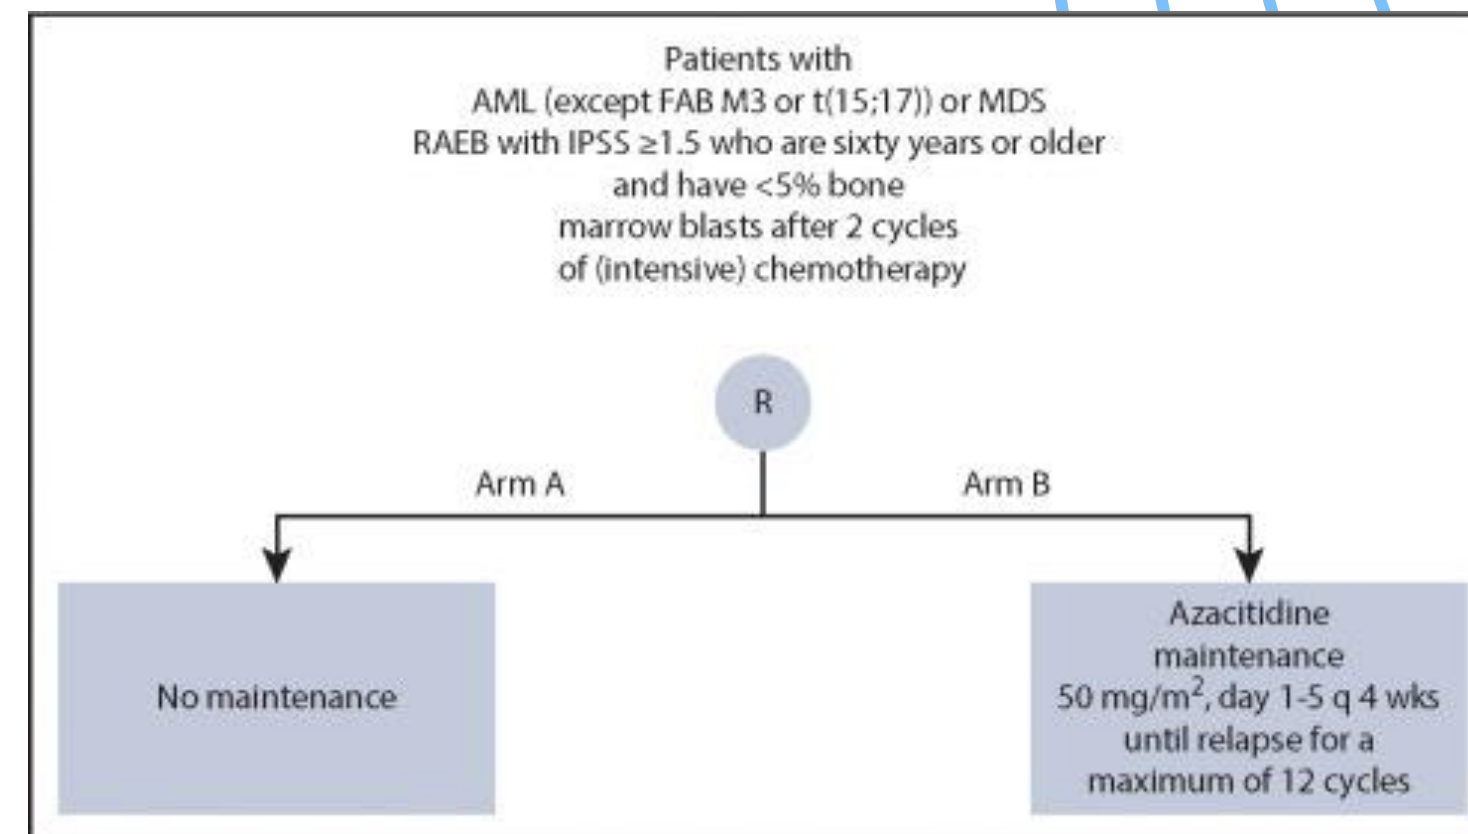 Patients with
AML (except FAB M3 or t(15;17)) or MDS
RAEB with IPSS ≥1.5 who are sixty years or older
and have <5% bone
marrow blasts after 2 cycles
of (intensive) chemotherapy
R
Arm A
Arm B
No maintenance
Azacitidine
maintenance
50 mg/m², day 1-5 q 4 wks
until relapse for a
maximum of 12 cycles